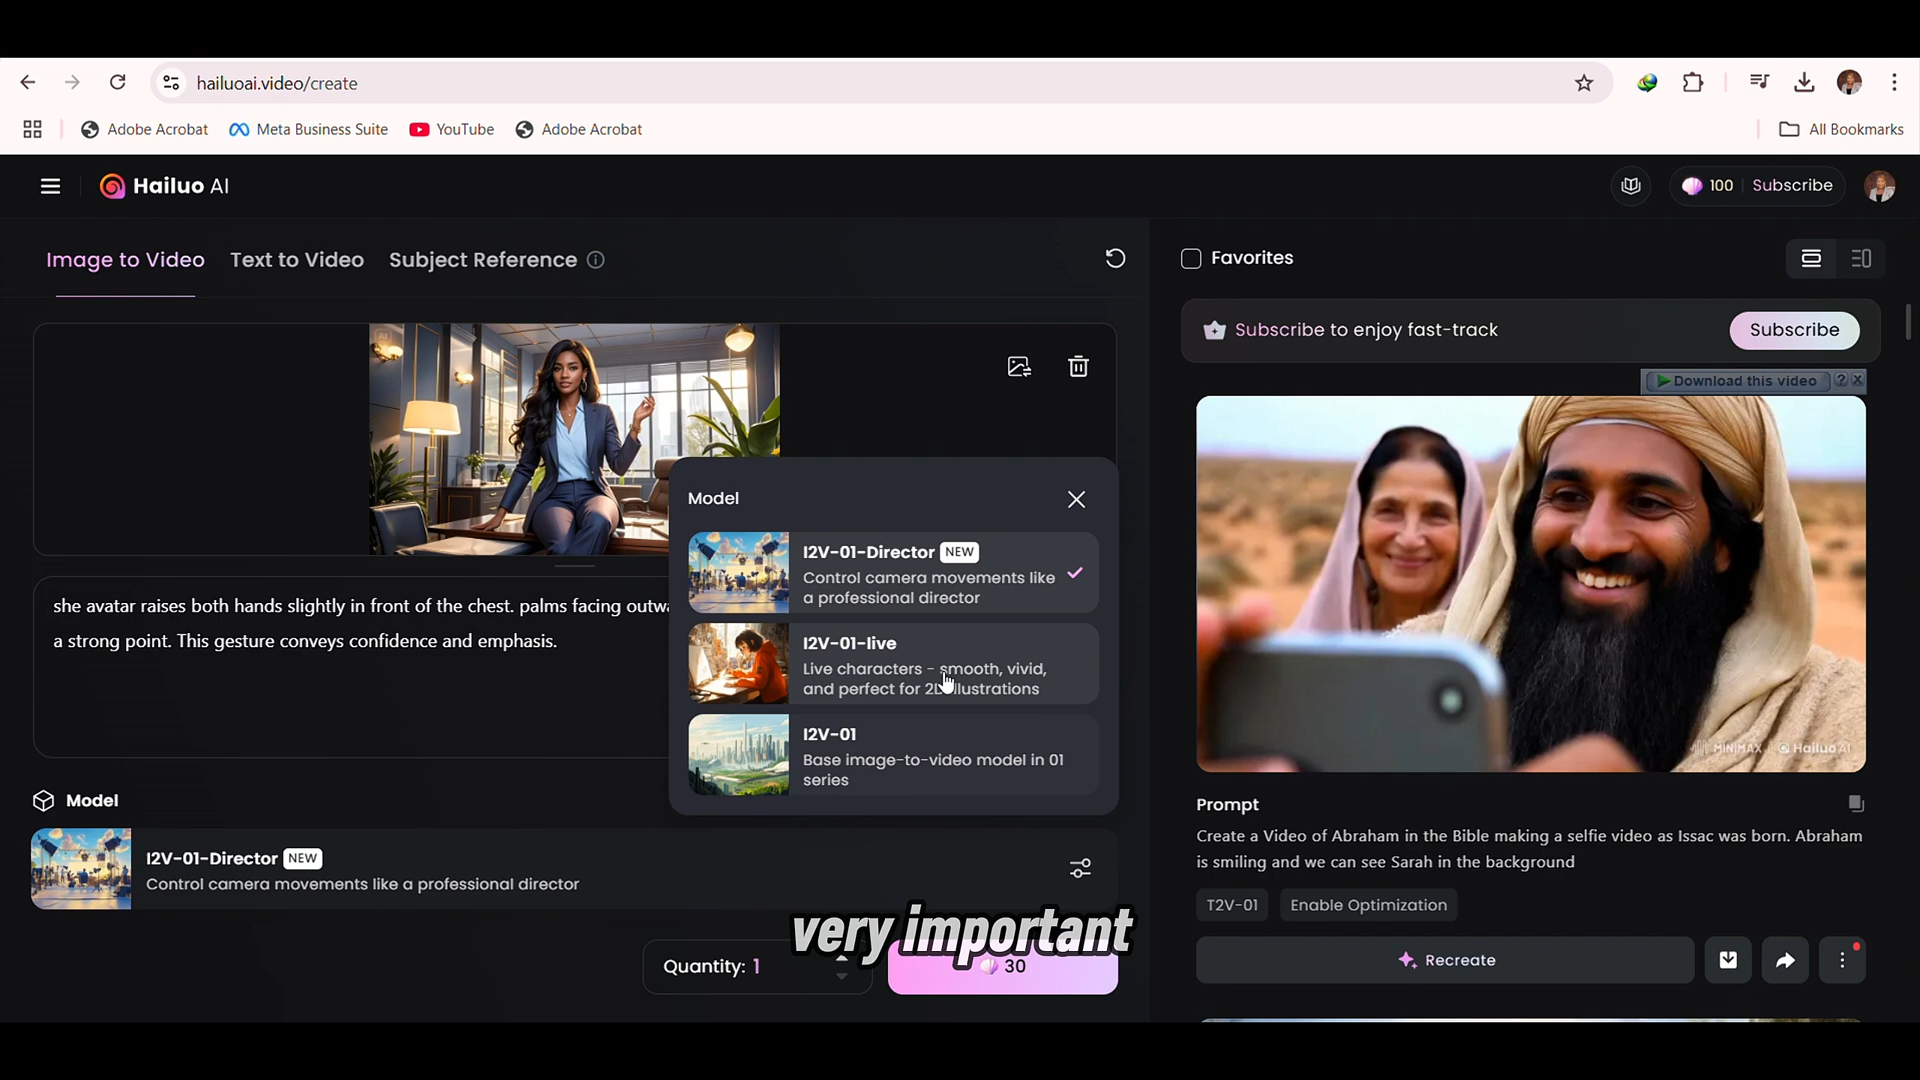 hailuoai.video/create
Adobe Acrobat
Meta Business Suite
YouTube
Adobe Acrobat
All Bookmarks
Hailuo AI
100
Subscribe
Image to Video
Text to Video
Subject Reference
Favorites
Subscribe to enjoy fast-track
Subscribe
Download this video
?
X
she avatar raises both hands slightly in front of the chest. palms facing outwa
a strong point. This gesture conveys confidence and emphasis.
Model
I2V-01-Director NEW
Control camera movements like
a professional director
I2V-01-live
Live characters - smooth, vivid,
and perfect for 2D illustrations
I2V-01
Base image-to-video model in 01
series
Model
I2V-01-Director NEW
Control camera movements like a professional director
very important
Quantity: 1
30
MINIMAX
Hailuo AI
Prompt
Create a Video of Abraham in the Bible making a selfie video as Issac was born. Abraham
is smiling and we can see Sarah in the background
T2V-01
Enable Optimization
Recreate